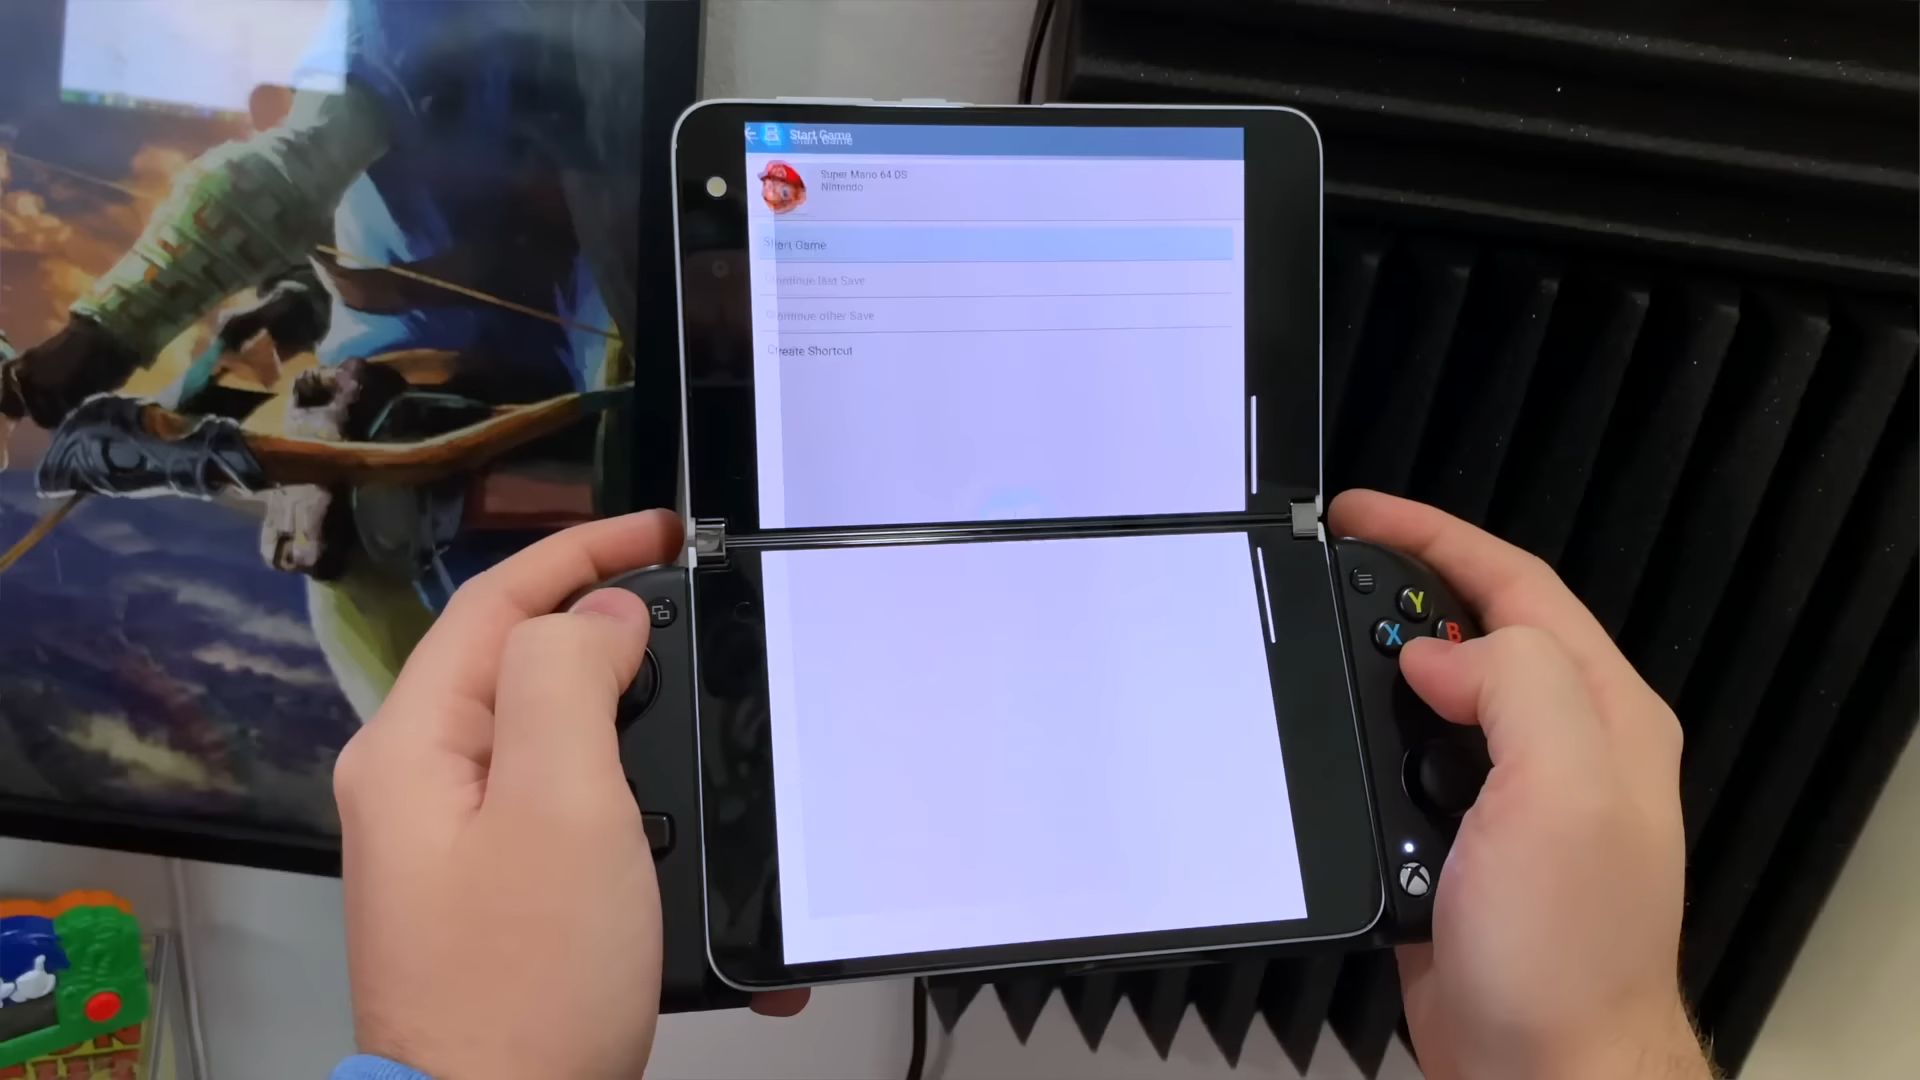 Start Game
Super Mario 64 DS
Nintendo
Start Game
Continue last Save
Continue other Save
Create Shortcut
Y
X
B